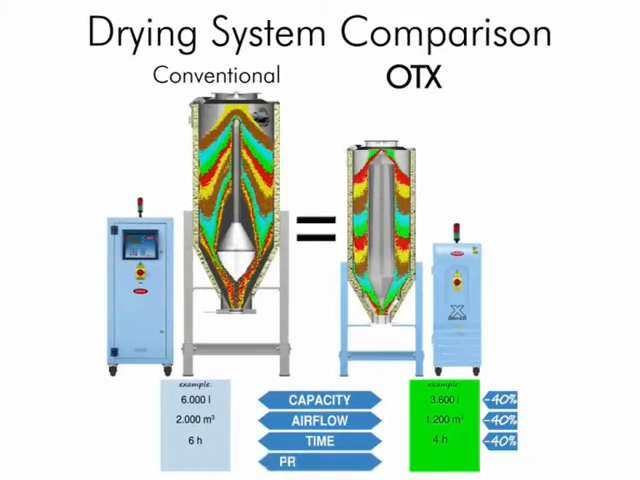 Drying System Comparison
Conventional
OTX
example:
6.000 l
2.000 m³
6 h
CAPACITY
AIRFLOW
TIME
PR
example:
3.600 l
1.200 m³
4 h
-40%
-40%
-40%